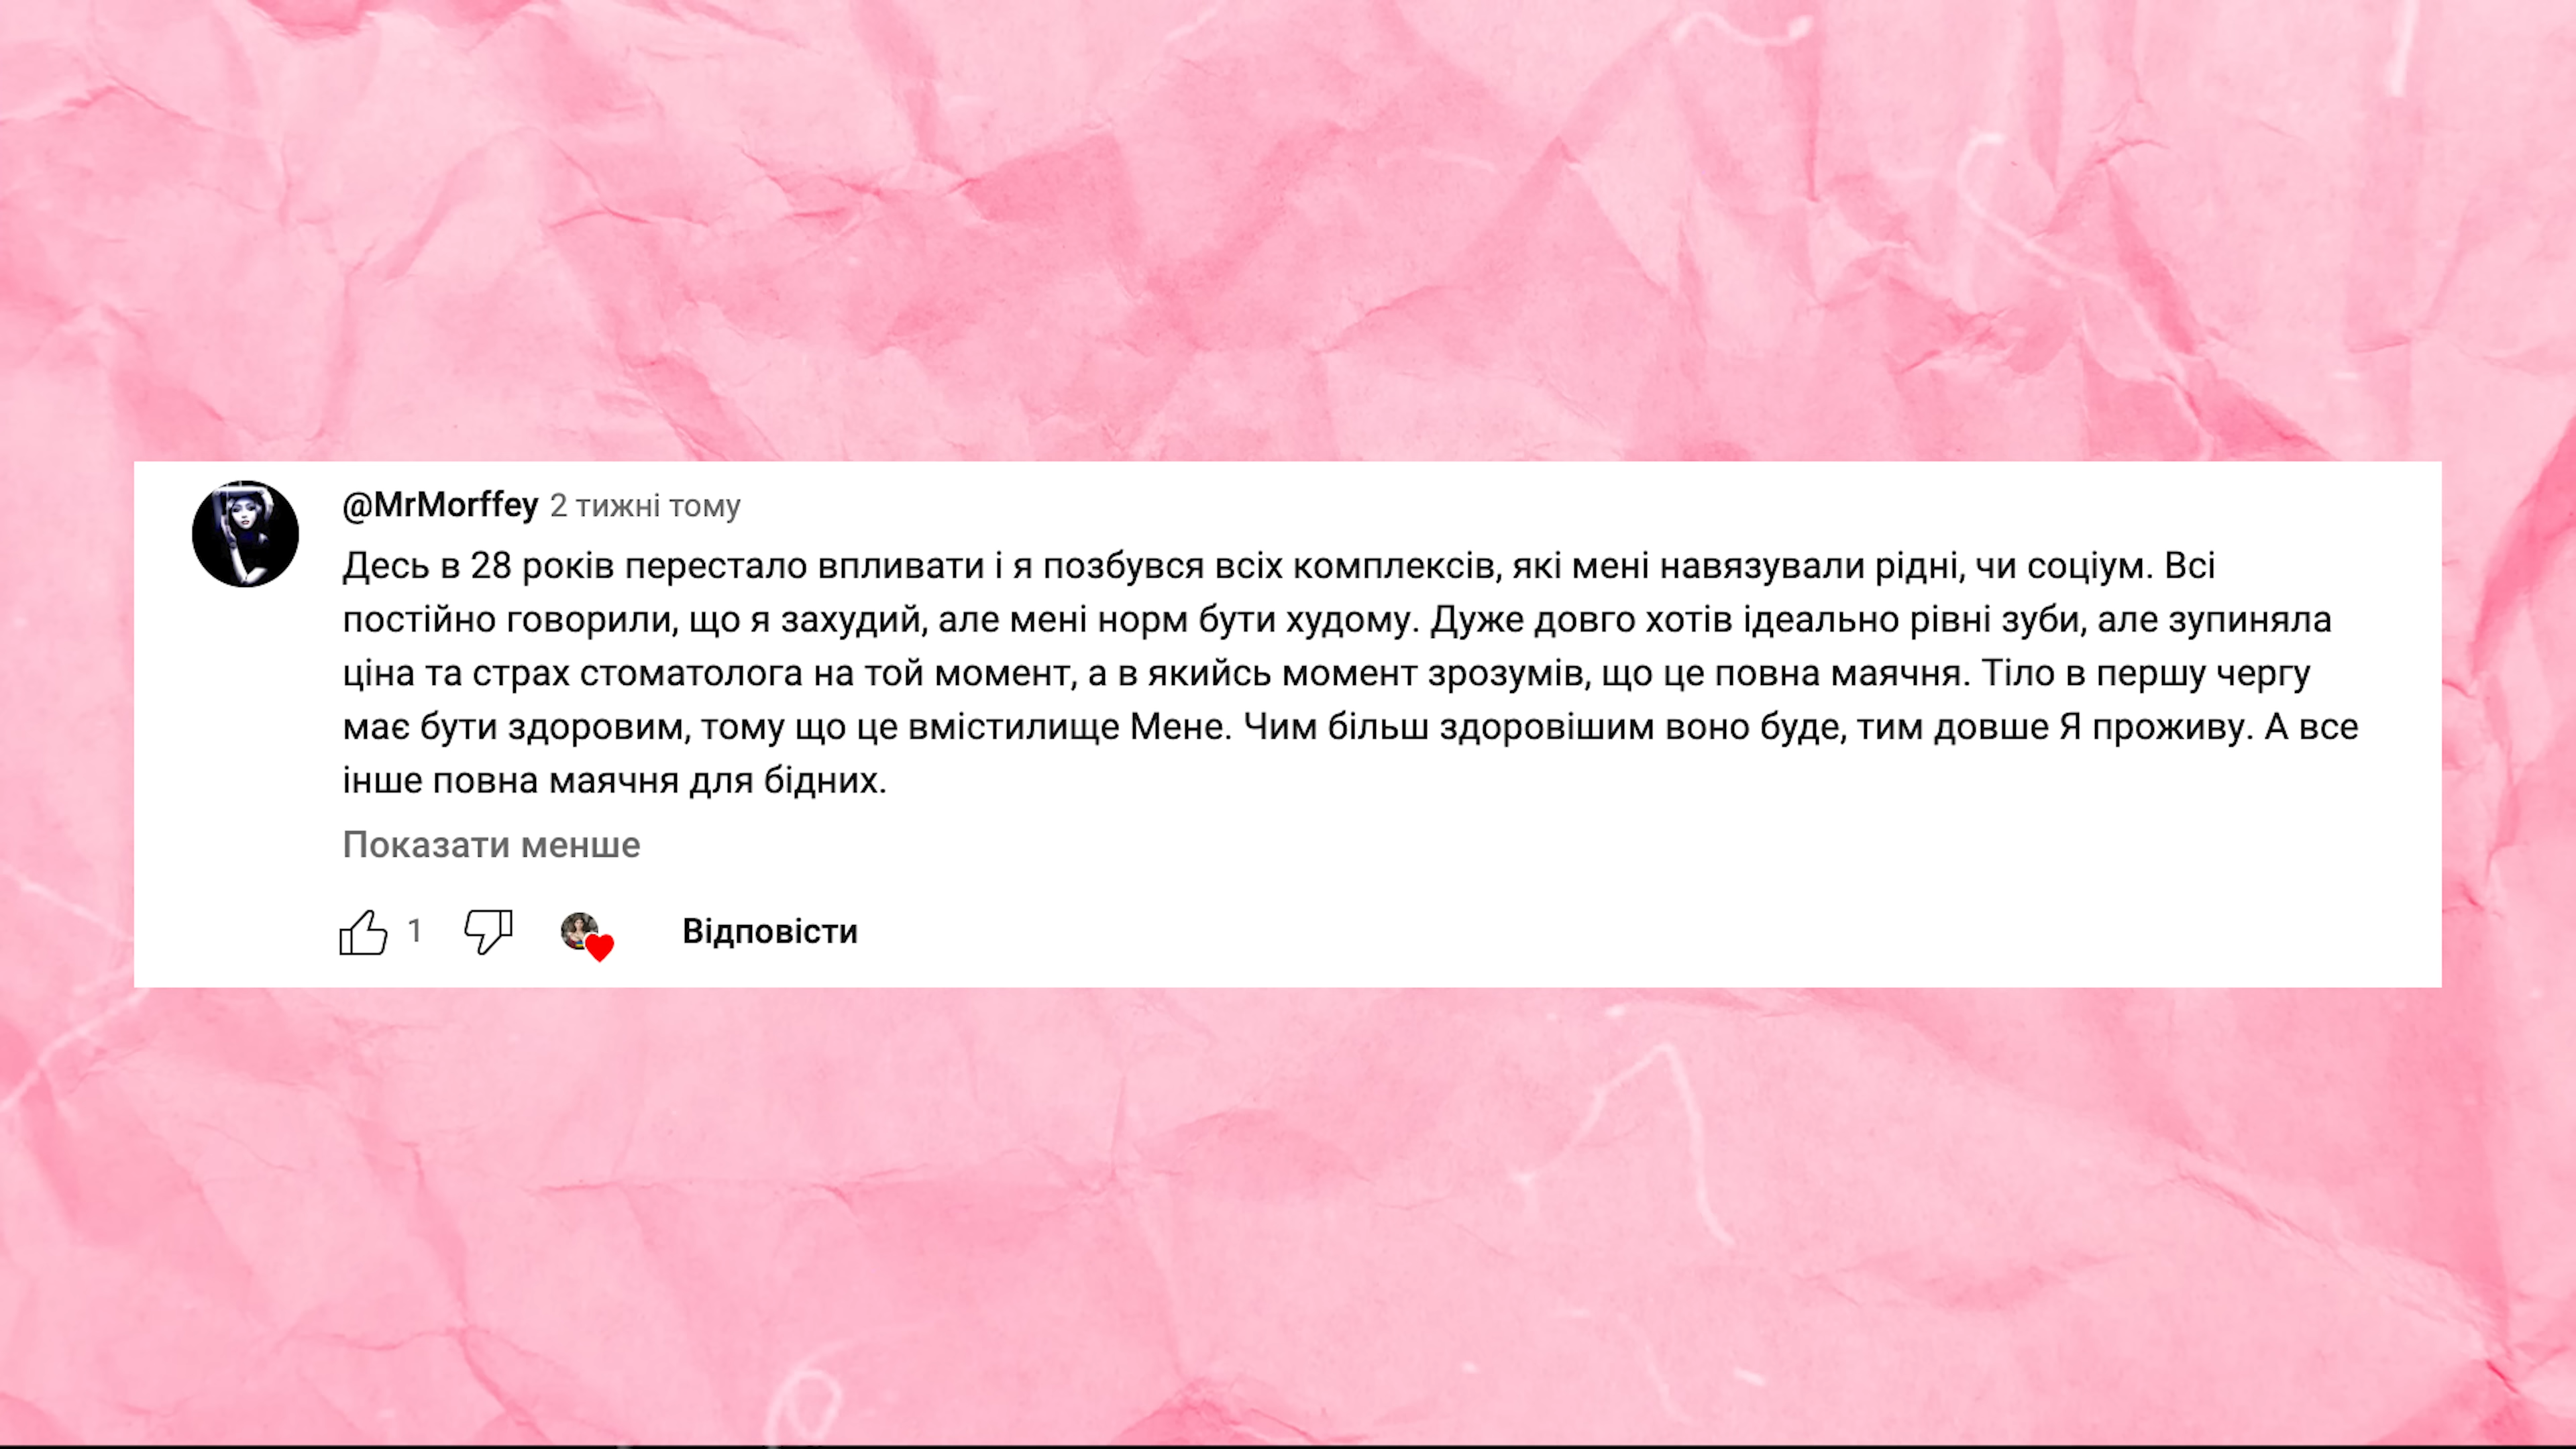 @MrMorffey 2 тижні тому
Десь в 28 років перестало впливати і я позбувся всіх комплексів, які мені навязували рідні, чи соціум. Всі
постійно говорили, що я захудий, але мені норм бути худому. Дуже довго хотів ідеально рівні зуби, але зупиняла
ціна та страх стоматолога на той момент, а в якийсь момент зрозумів, що це повна маячня. Тіло в першу чергу
має бути здоровим, тому що це вмістилище Мене. Чим більш здоровішим воно буде, тим довше Я проживу. А все
інше повна маячня для бідних.
Показати менше
1 Відповісти